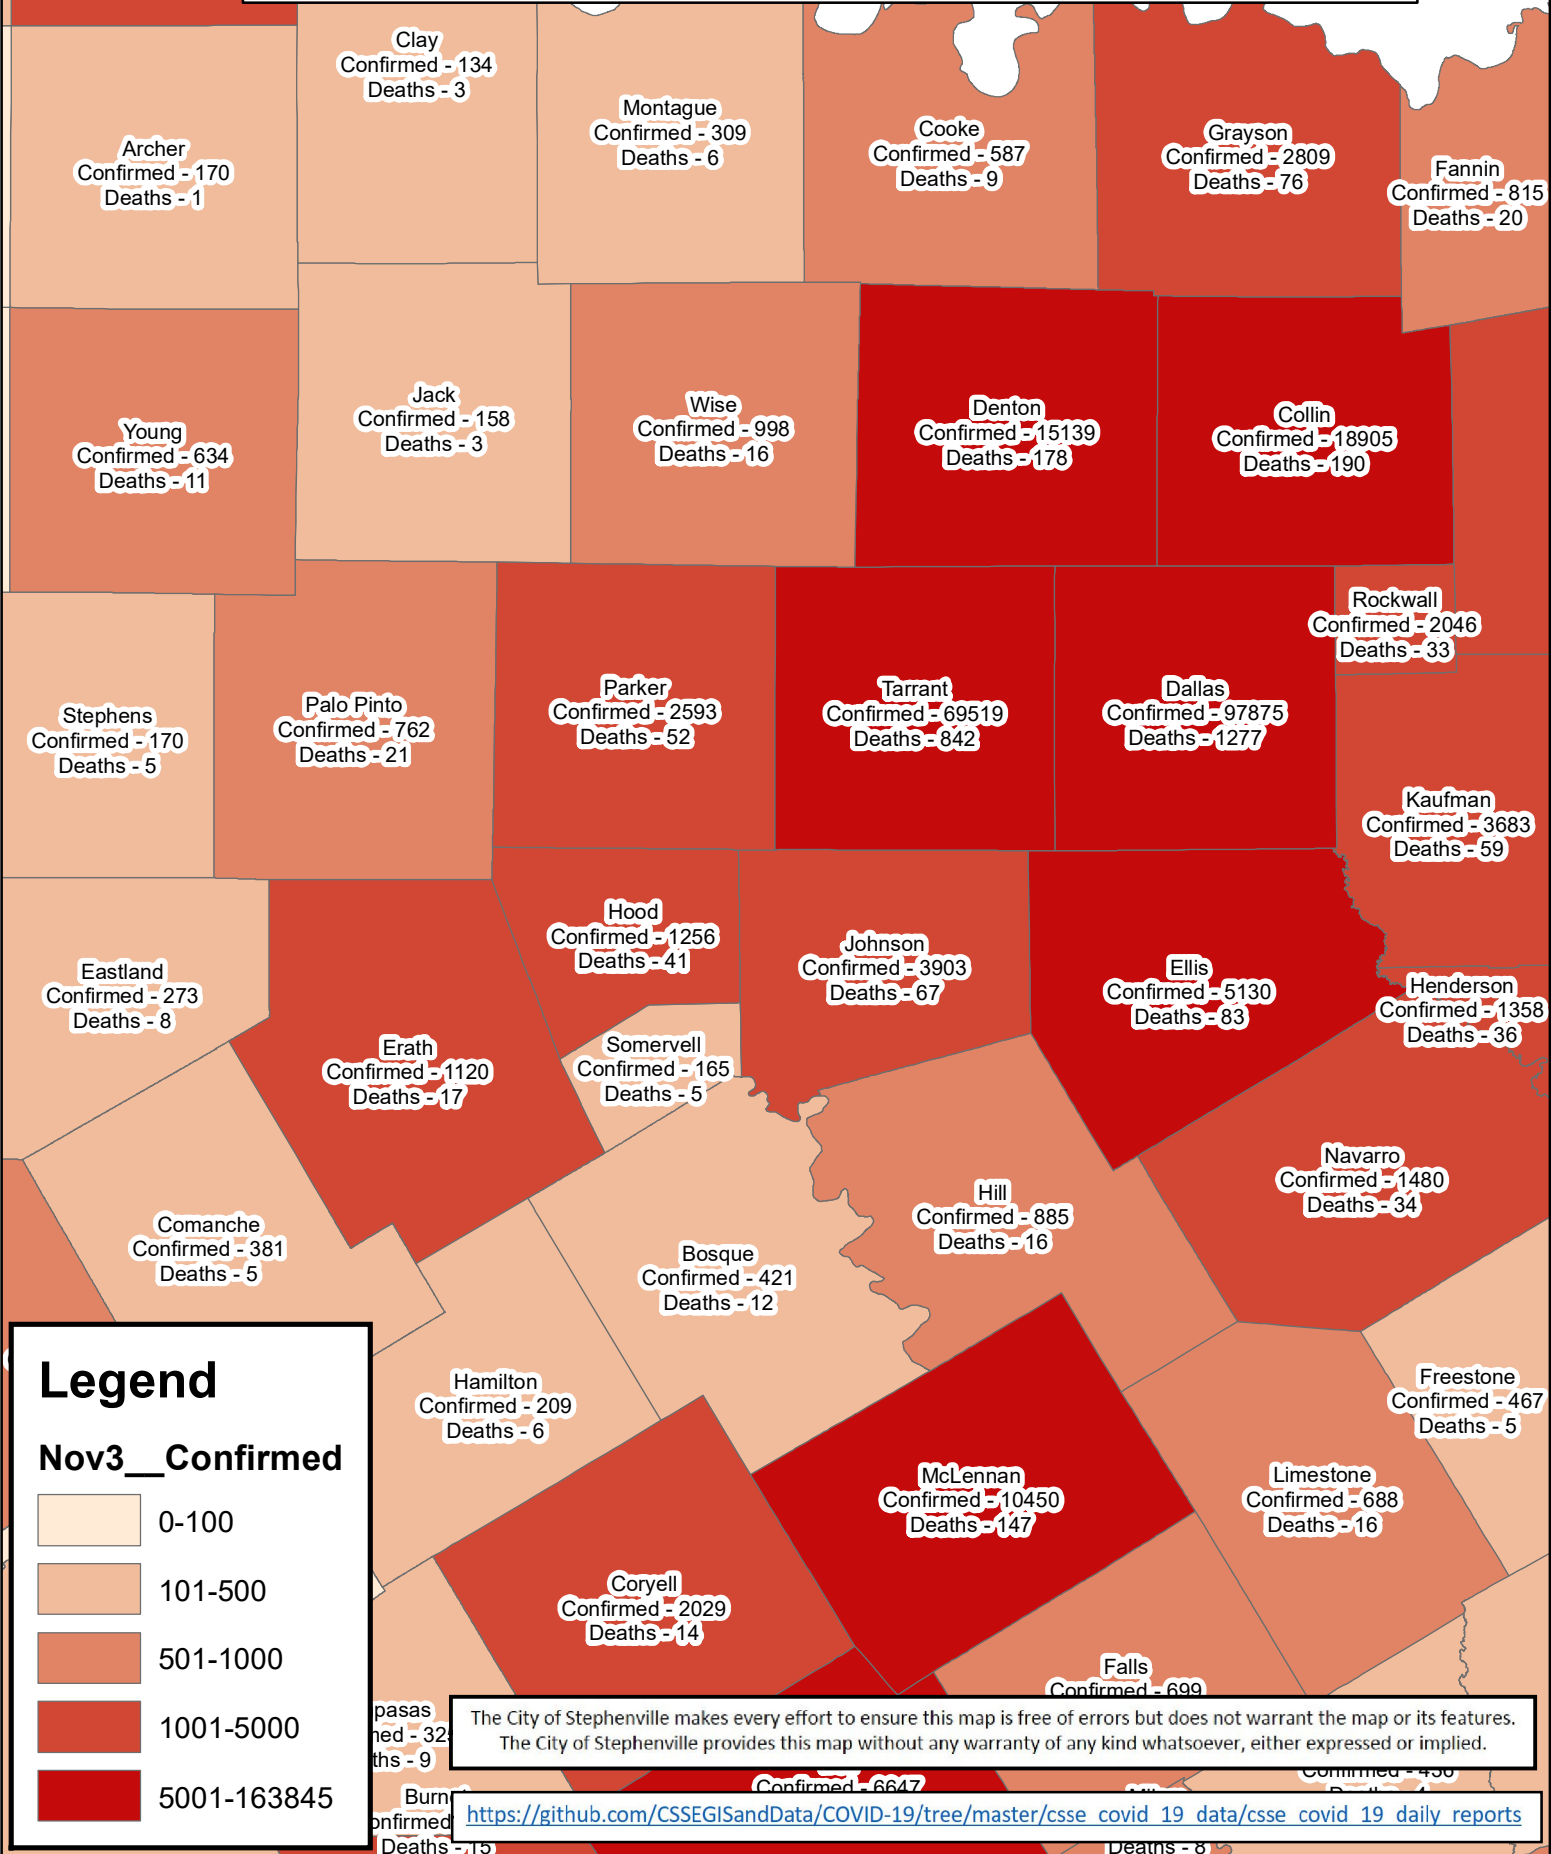 Clay
Confirmed - 134
Deaths - 3
Montague
Confirmed - 309
Deaths - 6
Cooke
Confirmed - 587
Deaths - 9
Grayson
Confirmed - 2809
Deaths - 76
Archer
Confirmed - 170
Deaths - 1
Fannin
Confirmed - 815
Deaths - 20
Young
Confirmed - 634
Deaths - 11
Jack
Confirmed - 158
Deaths - 3
Wise
Confirmed - 998
Deaths - 16
Denton
Confirmed - 15139
Deaths - 178
Collin
Confirmed - 18905
Deaths - 190
Rockwall
Confirmed - 2046
Deaths - 33
Stephens
Confirmed - 170
Deaths - 5
Palo Pinto
Confirmed - 762
Deaths - 21
Parker
Confirmed - 2593
Deaths - 52
Tarrant
Confirmed - 69519
Deaths - 842
Dallas
Confirmed - 97875
Deaths - 1277
Kaufman
Confirmed - 3683
Deaths - 59
Eastland
Confirmed - 273
Deaths - 8
Hood
Confirmed - 1256
Deaths - 41
Johnson
Confirmed - 3903
Deaths - 67
Ellis
Confirmed - 5130
Deaths - 83
Henderson
Confirmed - 1358
Deaths - 36
Erath
Confirmed - 1120
Deaths - 17
Somervell
Confirmed - 165
Deaths - 5
Navarro
Confirmed - 1480
Deaths - 34
Comanche
Confirmed - 381
Deaths - 5
Bosque
Confirmed - 421
Deaths - 12
Hill
Confirmed - 885
Deaths - 16
Hamilton
Confirmed - 209
Deaths - 6
Freestone
Confirmed - 467
Deaths - 5
McLennan
Confirmed - 10450
Deaths - 147
Limestone
Confirmed - 688
Deaths - 16
Coryell
Confirmed - 2029
Deaths - 14
Falls
Confirmed - 699
Legend
Nov3__Confirmed
0-100
101-500
501-1000
1001-5000
5001-163845
pasas
ned - 32
ths - 9
The City of Stephenville makes every effort to ensure this map is free of errors but does not warrant the map or its features.
The City of Stephenville provides this map without any warranty of any kind whatsoever, either expressed or implied.
Confirmed - 6647
Burn
onfirmed
Deaths - 15
https://github.com/CSSEGISandData/COVID-19/tree/master/csse_covid_19_data/csse_covid_19_daily_reports
Deaths - 8